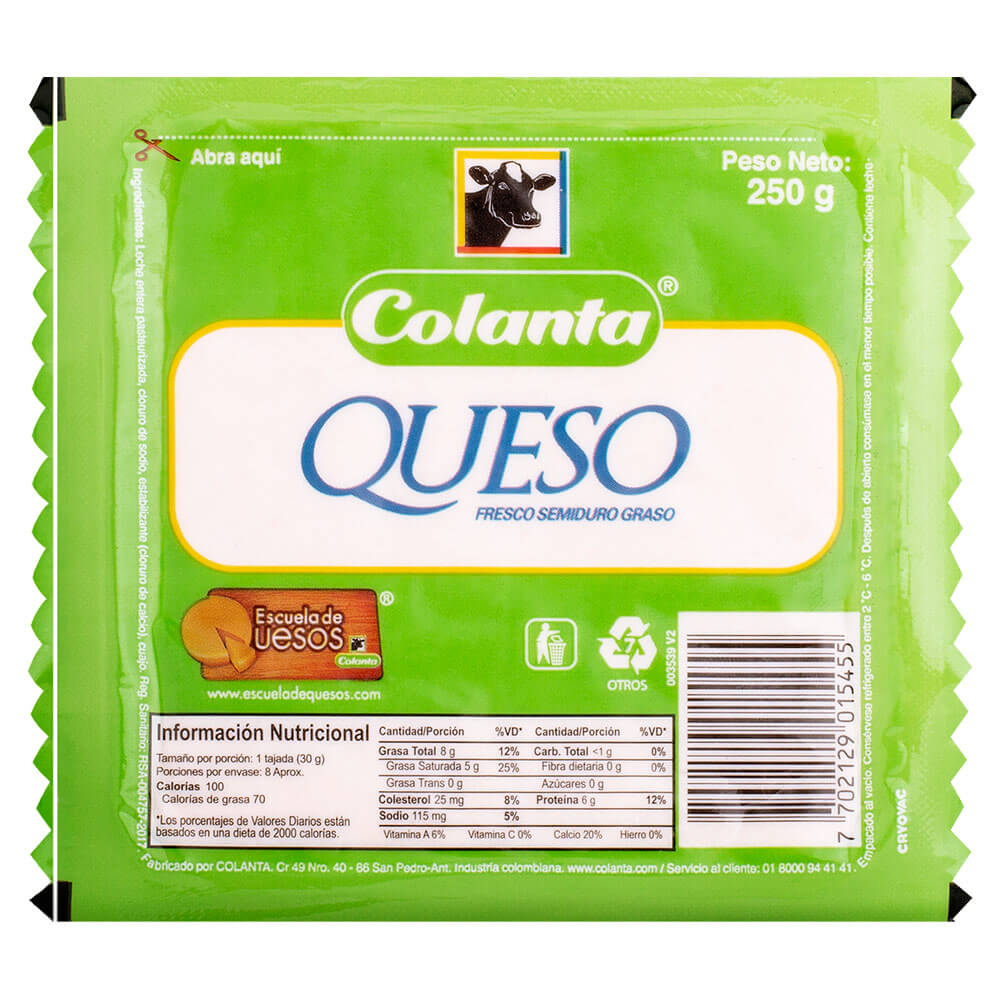 Abra aquí
Peso Neto:
250 g
Colanta®
QUESO
FRESCO SEMIDURO GRASO
Ingredientes: Leche entera pasteurizada, cloruro de sodio, estabilizante (cloruro de calcio), cuajo. Reg. Sanitario: RSA-004757-2017
Escuela de
Quesos
®
Colanta
www.escueladequesos.com
OTROS
003539 V2
7 702129 015455
Información Nutricional
Tamaño por porción: 1 tajada (30 g)
Porciones por envase: 8 Aprox.
Calorías 100
Calorías de grasa 70
*Los porcentajes de Valores Diarios están
basados en una dieta de 2000 calorías.
Cantidad/Porción %VD* Cantidad/Porción %VD*
Grasa Total 8 g 12% Carb. Total <1 g 0%
Grasa Saturada 5 g 25% Fibra dietaria 0 g 0%
Grasa Trans 0 g Azúcares 0 g
Colesterol 25 mg 8% Proteína 6 g 12%
Sodio 115 mg 5%
Vitamina A 6% Vitamina C 0% Calcio 20% Hierro 0%
Fabricado por COLANTA. Cr 49 Nro. 40 - 86 San Pedro-Ant. Industria colombiana. www.colanta.com / Servicio al cliente: 01 8000 94 41 41.
Empacado al vacío. Consérvese refrigerado entre 2 °C - 6 °C. Después de abierto consúmase en el menor tiempo posible. Contiene leche.
CRYOVAC